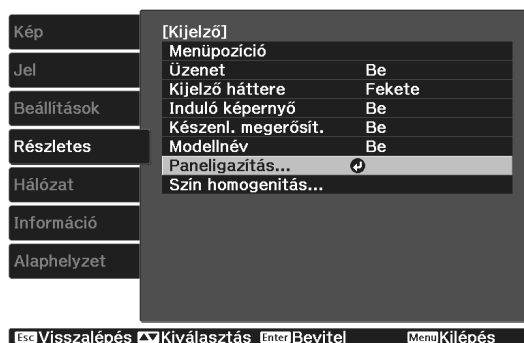 Kép
Jel
Beállítások
Részletes
Hálózat
Információ
Alaphelyzet
[Kijelző]
Menüpozíció
Üzenet Be
Kijelző háttere Fekete
Induló képernyő Be
Készenl. megerősít. Be
Modellnév Be
Paneligazítás...
Szín homogenitás...
Esc Visszalépés Kiválasztás Enter Bevitel Menu Kilépés